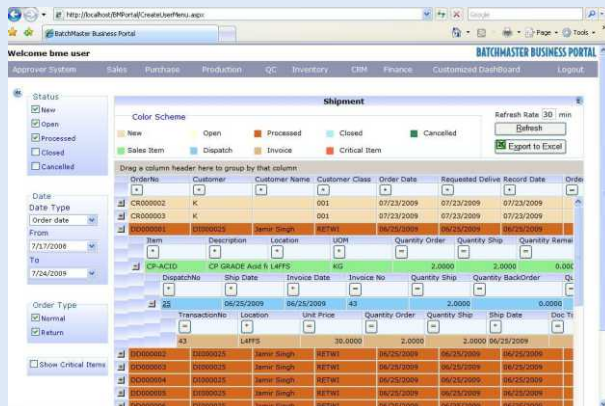 http://localhost/BMPortal/CreateUserMenu.aspx
Google
BatchMaster Business Portal
Page
Tools
Welcome bme user
BATCHMASTER BUSINESS PORTAL
Approver System Sales Purchase Production QC Inventory CRM Finance Customized DashBoard Logout
Status
New
Open
Processed
Closed
Cancelled
Date
Date Type
Order date
From
7/17/2008
To
7/24/2009
Order Type
Normal
Return
Show Critical Items
Shipment
Color Scheme
New Open Processed Closed Cancelled
Sales Item Dispatch Invoice Critical Item
Refresh Rate 30 min
Refresh
Export to Excel
Drag a column header here to group by that column
OrderNo Customer Customer Name Customer Class Order Date Requested Delive Record Date Orde
CR000002 K 001 07/23/2009 07/23/2009 07/23/2009
CR000003 K 001 07/23/2009 07/23/2009 07/23/2009
DD000001 DI000025 Jamir Singh RETWI 06/25/2009 06/25/2009 06/25/2009
Item Description Location UOM Quantity Order Quantity Ship Quantity Remai
CP-ACID CP GRADE Acid fi L4FFS KG 2.0000 2.0000 0.000
DispatchNo Ship Date Invoice Date Invoice No Quantity Ship Quantity BackOrder
25 06/25/2009 06/25/2009 43 2.0000 0.0000
TransactionNo Location Unit Price Quantity Order Quantity Ship Ship Date Doc To
43 L4FFS 30.0000 2.0000 2.0000 06/25/2009
DD000002 DI000025 Jamir Singh RETWI 06/25/2009 06/25/2009 06/25/2009
DD000003 DI000025 Jamir Singh RETWI 06/25/2009 06/25/2009 06/25/2009
DD000004 DI000025 Jamir Singh RETWI 06/25/2009 06/25/2009 06/25/2009
DD000005 DI000025 Jamir Singh RETWI 06/25/2009 06/25/2009 06/25/2009